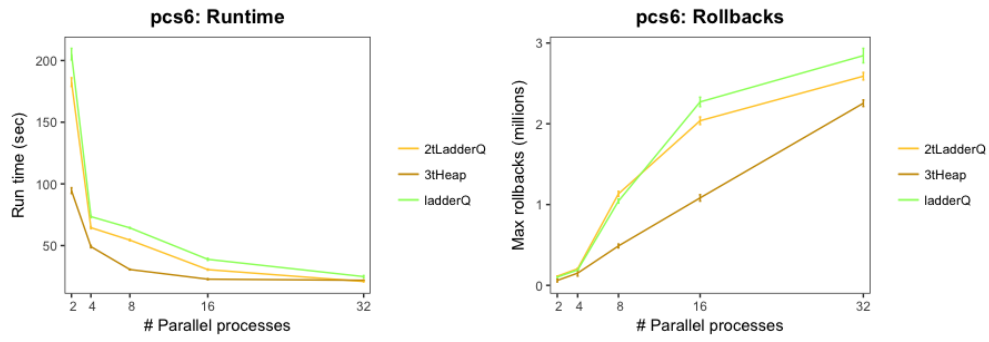 pcs6: Runtime
Run time (sec)
200
150
100
50
2 4 8 16 32
# Parallel processes
2tLadderQ
3tHeap
ladderQ
pcs6: Rollbacks
Max rollbacks (millions)
3
2
1
0
2 4 8 16 32
# Parallel processes
2tLadderQ
3tHeap
ladderQ